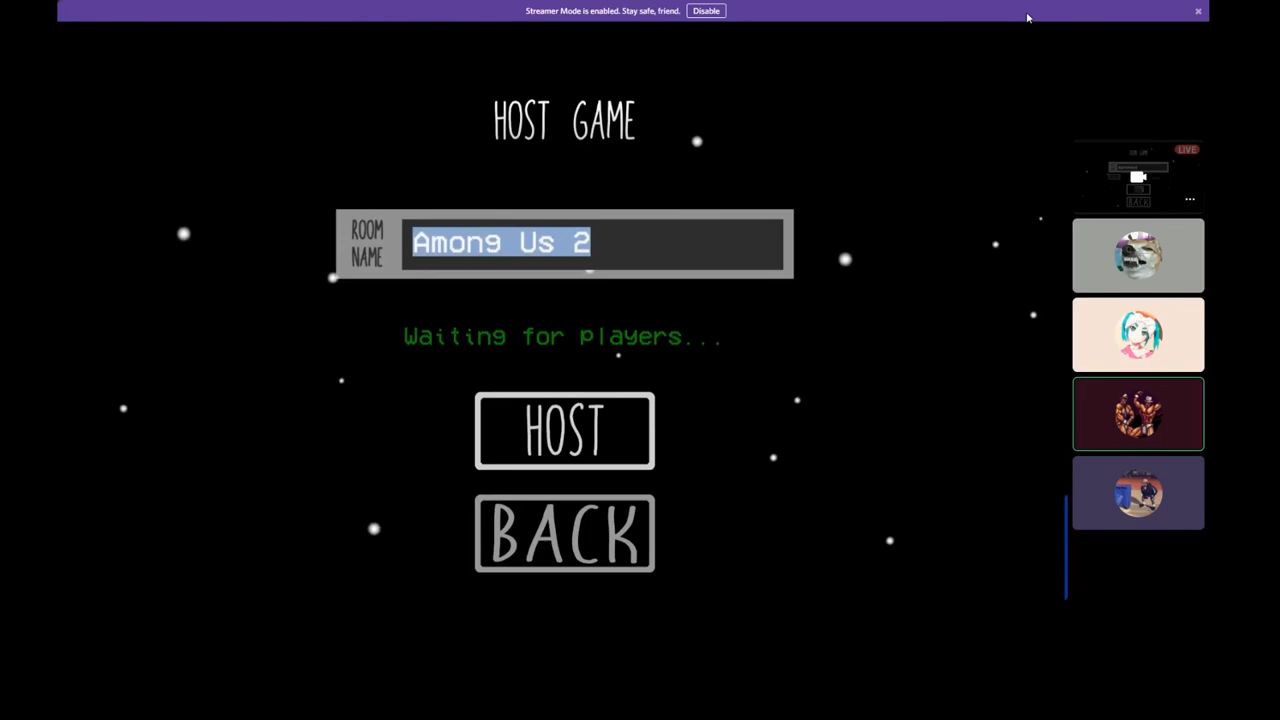 Streamer Mode is enabled. Stay safe, friend. Disable
HOST GAME
LIVE
ROOM
NAME
Among Us 2
Waiting for players...
HOST
BACK
BACK